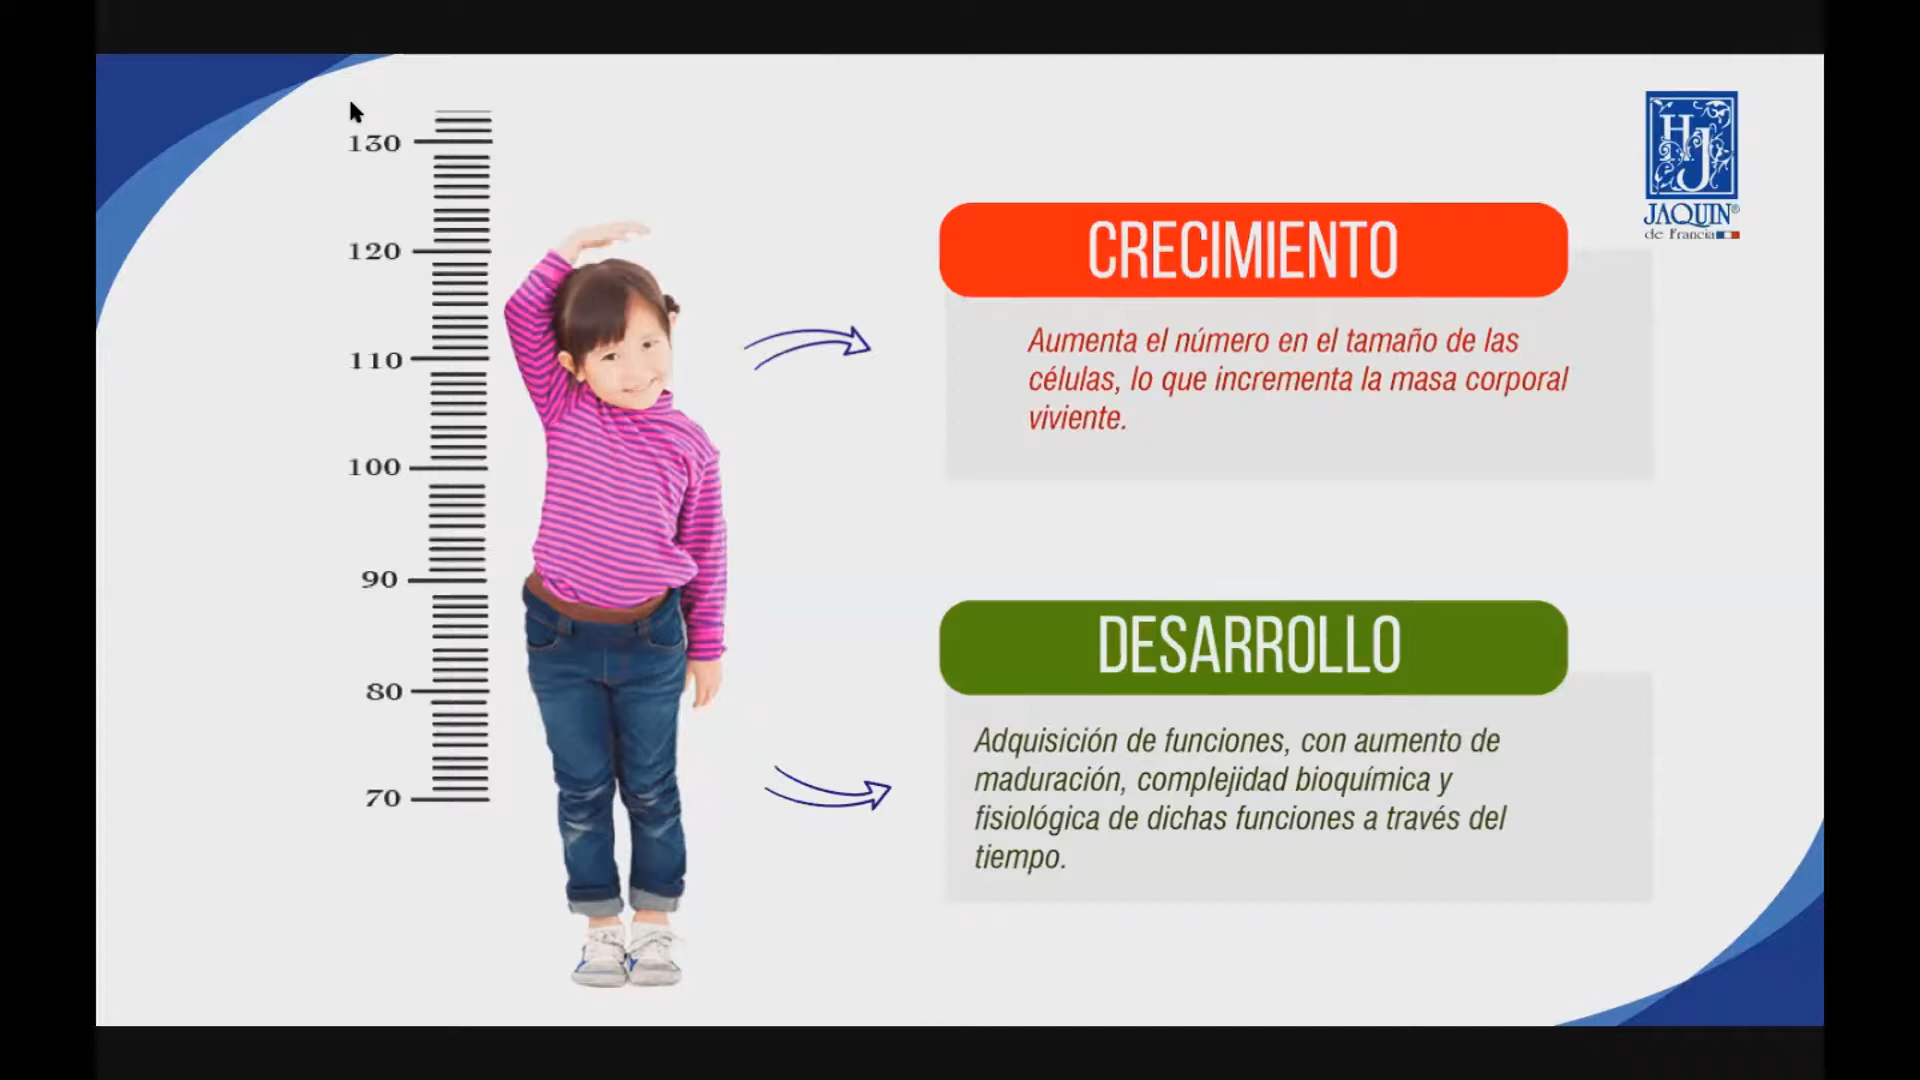 130
120
110
100
90
80
70
HJ
JAQUIN®
de Francia
CRECIMIENTO
Aumenta el número en el tamaño de las
células, lo que incrementa la masa corporal
viviente.
DESARROLLO
Adquisición de funciones, con aumento de
maduración, complejidad bioquímica y
fisiológica de dichas funciones a través del
tiempo.